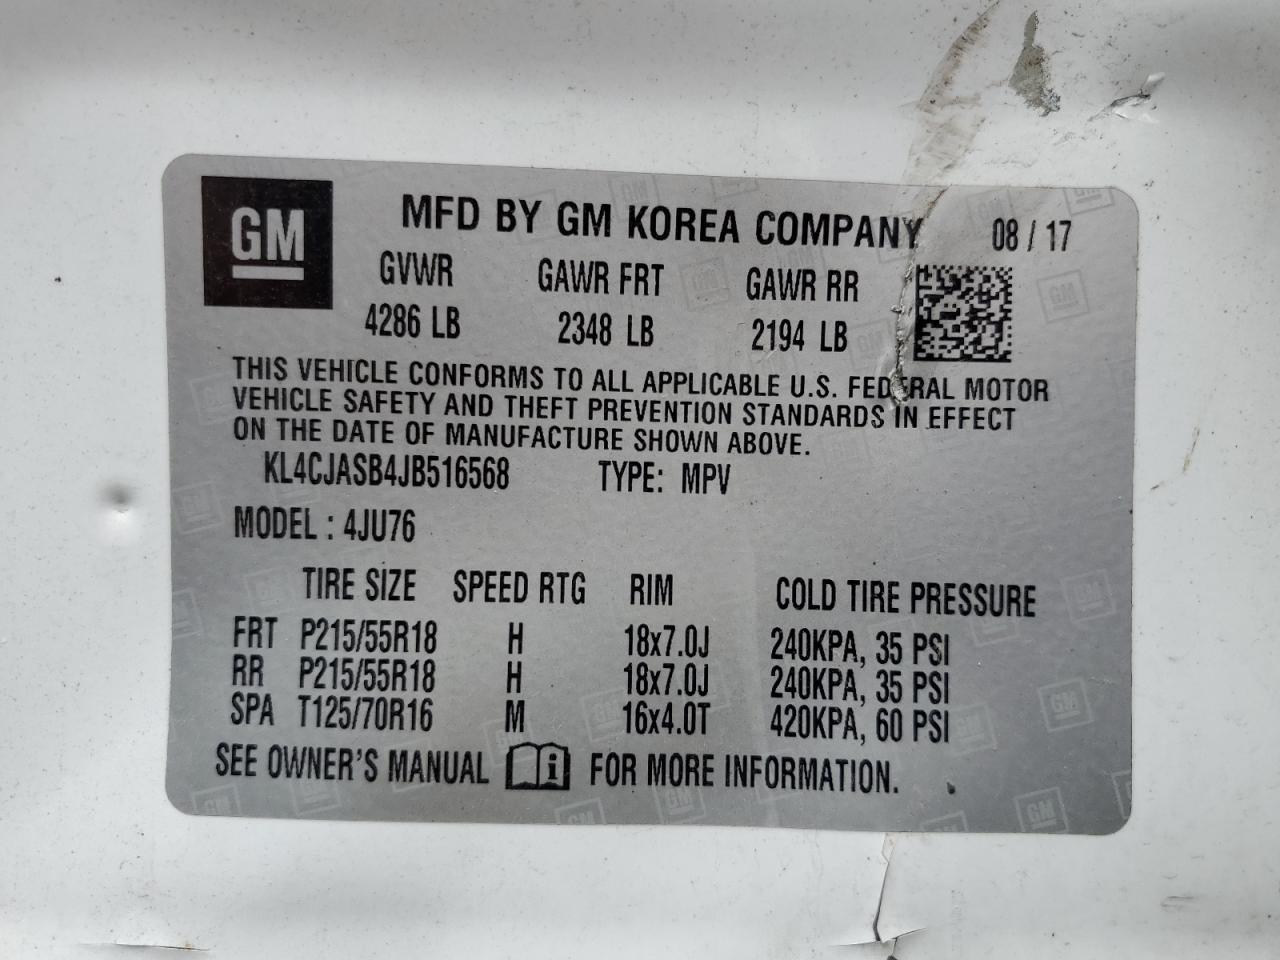 GM
MFD BY GM KOREA COMPANY 08 / 17
GVWR GAWR FRT GAWR RR
4286 LB 2348 LB 2194 LB
THIS VEHICLE CONFORMS TO ALL APPLICABLE U.S. FEDERAL MOTOR
VEHICLE SAFETY AND THEFT PREVENTION STANDARDS IN EFFECT
ON THE DATE OF MANUFACTURE SHOWN ABOVE.
KL4CJASB4JB516568 TYPE: MPV
MODEL : 4JU76
TIRE SIZE SPEED RTG RIM COLD TIRE PRESSURE
FRT P215/55R18 H 18x7.0J 240KPA, 35 PSI
RR P215/55R18 H 18x7.0J 240KPA, 35 PSI
SPA T125/70R16 M 16x4.0T 420KPA, 60 PSI
SEE OWNER'S MANUAL i FOR MORE INFORMATION.